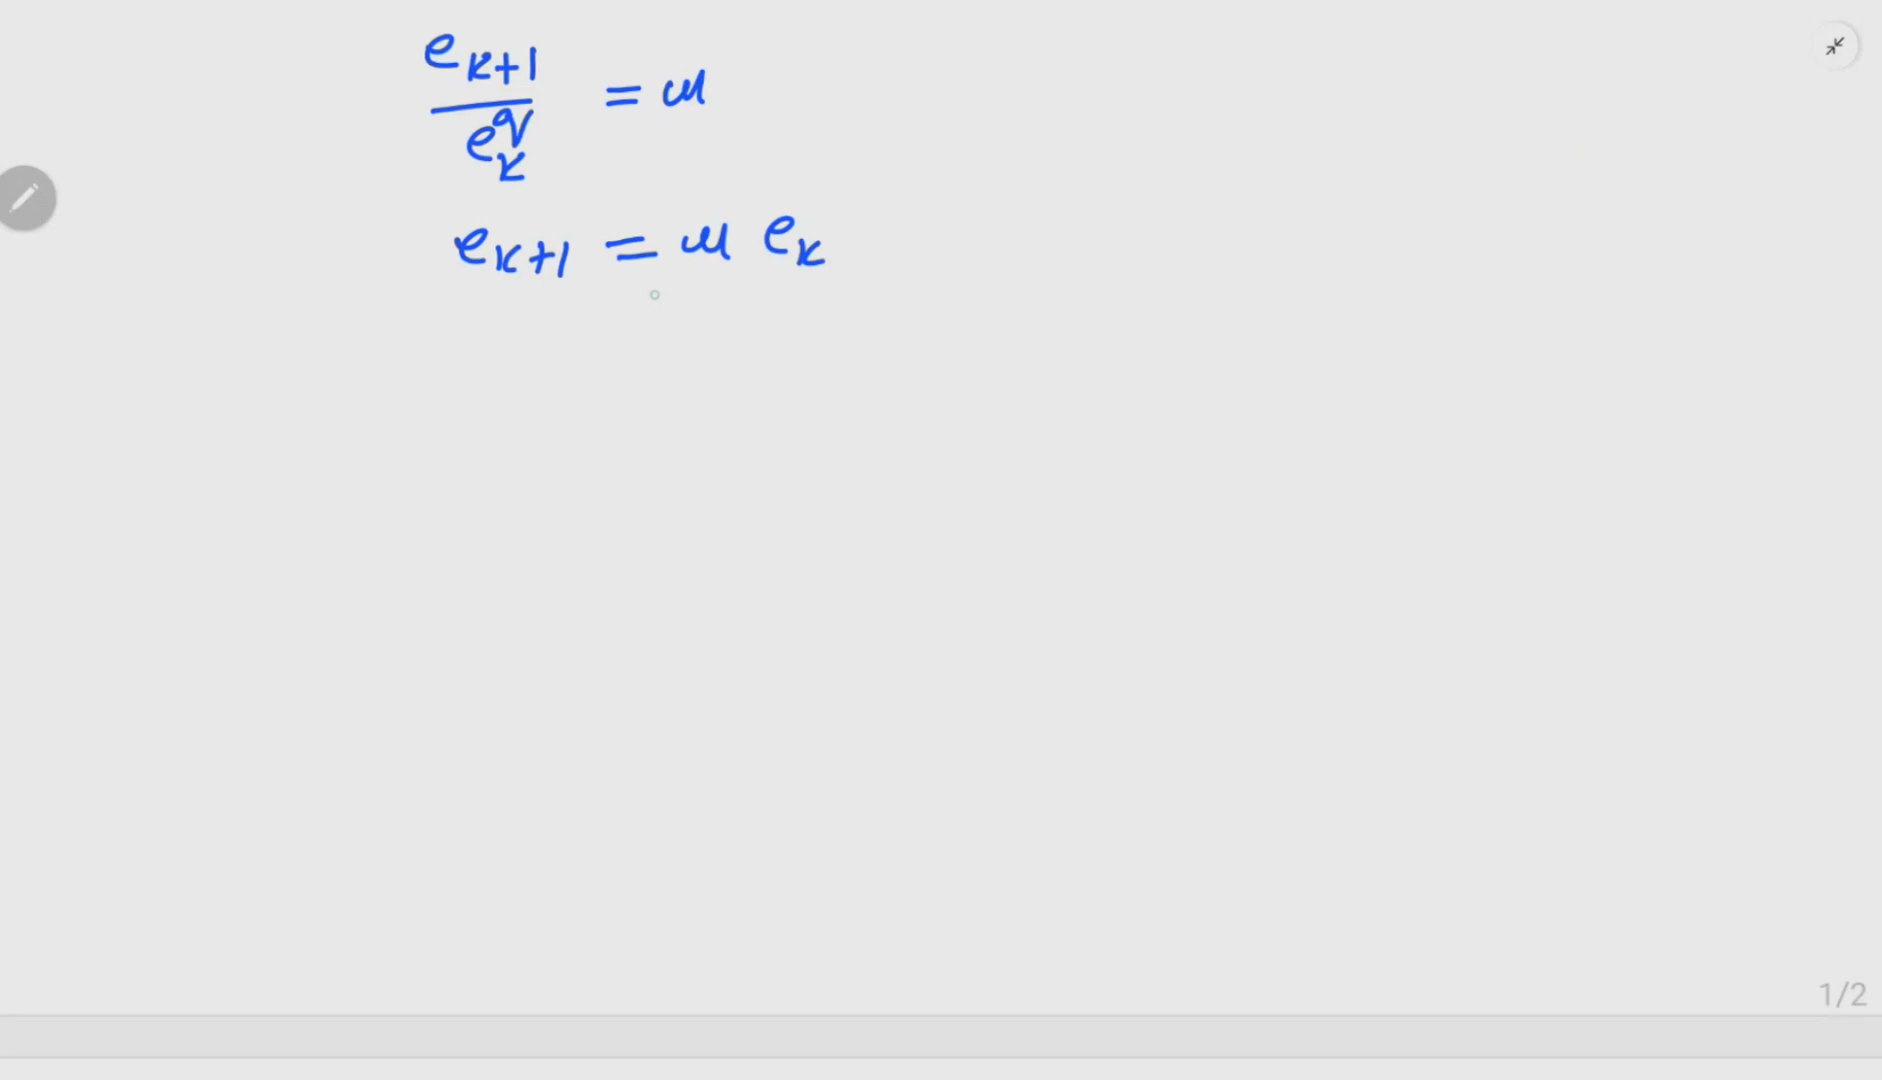 e_{k+1} / e_k^q = μ
e_{k+1} = μ e_k
1/2